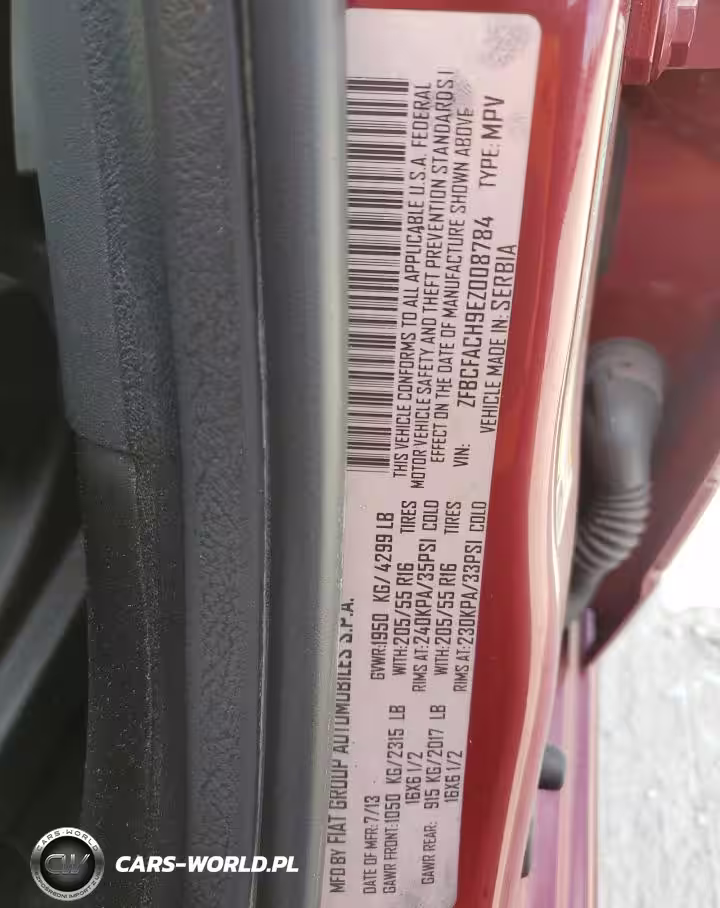 MFD BY FIAT GROUP AUTOMOBILES S.P.A.
DATE OF MFR: 7/13
GAWR FRONT: 1050 KG/2315 LB
16X6 1/2
GAWR REAR: 915 KG/2017 LB
16X6 1/2
GVWR: 1950 KG/ 4299 LB
WITH: 205/55 R16 TIRES
RIMS AT: 240KPA/35PSI COLD
WITH: 205/55 R16 TIRES
RIMS AT: 230KPA/33PSI COLD
THIS VEHICLE CONFORMS TO ALL APPLICABLE U.S.A. FEDERAL
MOTOR VEHICLE SAFETY AND THEFT PREVENTION STANDARDS I
EFFECT ON THE DATE OF MANUFACTURE SHOWN ABOVE
VIN: ZFBCFACH9EZ008784 TYPE: MPV
VEHICLE MADE IN: SERBIA
CARS-WORLD
CW
CARS-WORLD.PL